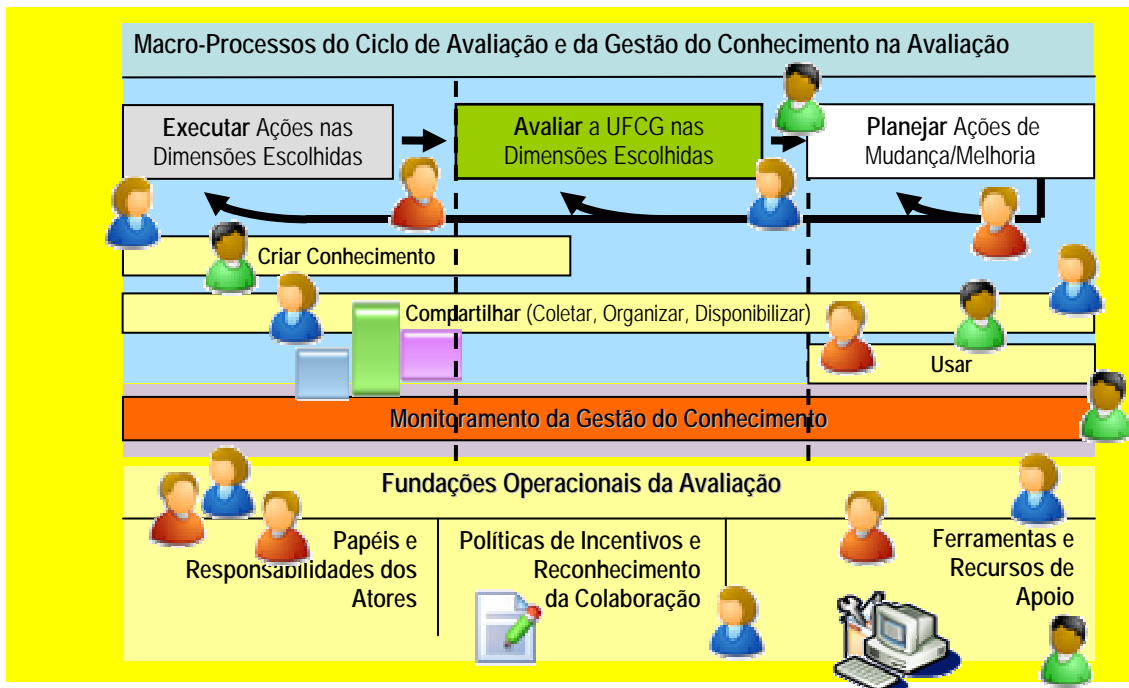 Macro-Processos do Ciclo de Avaliação e da Gestão do Conhecimento na Avaliação
Executar Ações nas
Dimensões Escolhidas
Avaliar a UFCG nas
Dimensões Escolhidas
Planejar Ações de
Mudança/Melhoria
Criar Conhecimento
Compartilhar (Coletar, Organizar, Disponibilizar)
Usar
Monitoramento da Gestão do Conhecimento
Fundações Operacionais da Avaliação
Papéis e
Responsabilidades dos
Atores
Políticas de Incentivos e
Reconhecimento
da Colaboração
Ferramentas e
Recursos de
Apoio